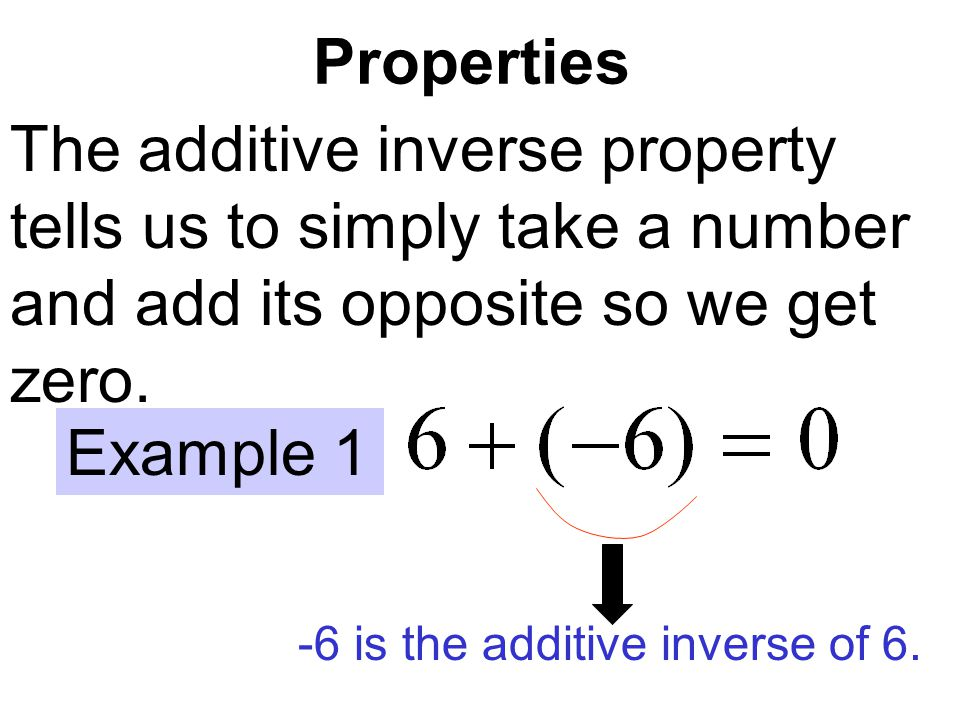 Properties
The additive inverse property
tells us to simply take a number
and add its opposite so we get
zero.
Example 1
6 + (−6) = 0
-6 is the additive inverse of 6.